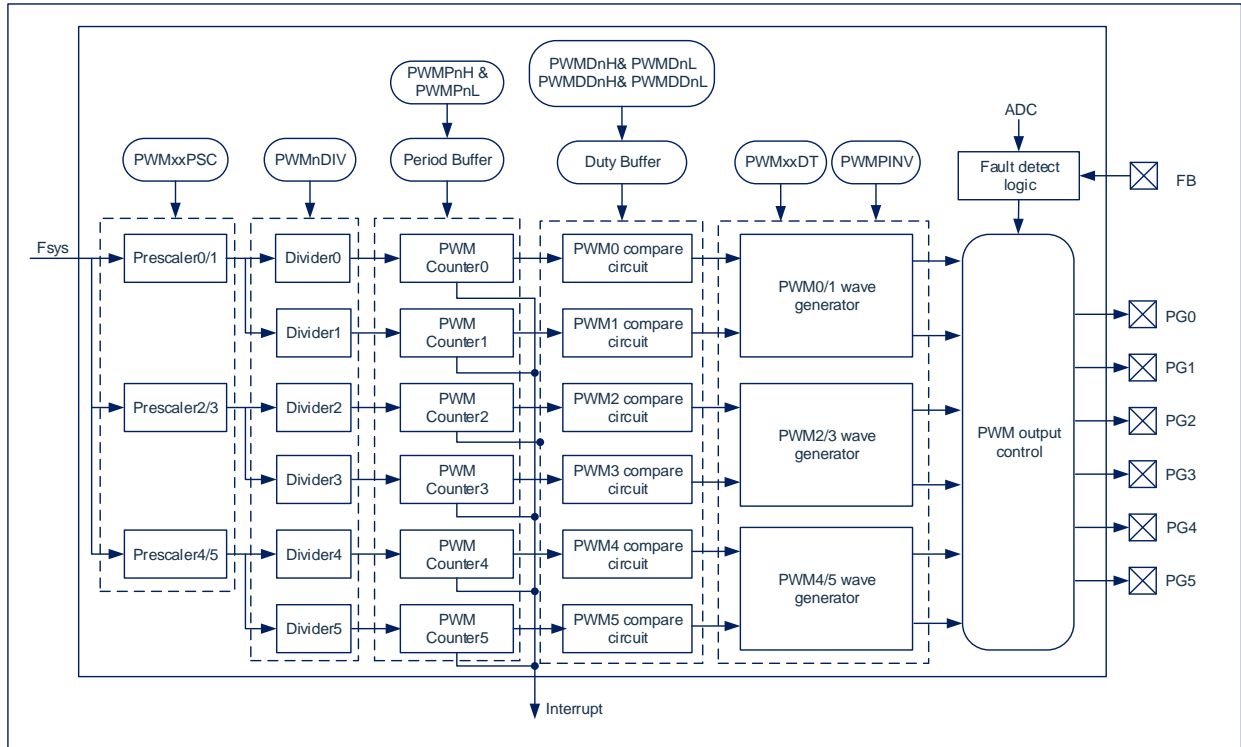 PWMPnH &
PWMPnL
PWMDnH& PWMDnL
PWMDDnH& PWMDDnL
ADC
PWMxxPSC
PWMnDIV
Period Buffer
Duty Buffer
PWMxxDT
PWMPINV
Fault detect
logic
FB
Fsys
Prescaler0/1
Divider0
PWM
Counter0
PWM0 compare
circuit
PWM0/1 wave
generator
Divider1
PWM
Counter1
PWM1 compare
circuit
Prescaler2/3
Divider2
PWM
Counter2
PWM2 compare
circuit
PWM2/3 wave
generator
Divider3
PWM
Counter3
PWM3 compare
circuit
Prescaler4/5
Divider4
PWM
Counter4
PWM4 compare
circuit
PWM4/5 wave
generator
Divider5
PWM
Counter5
PWM5 compare
circuit
PWM output
control
PG0
PG1
PG2
PG3
PG4
PG5
Interrupt